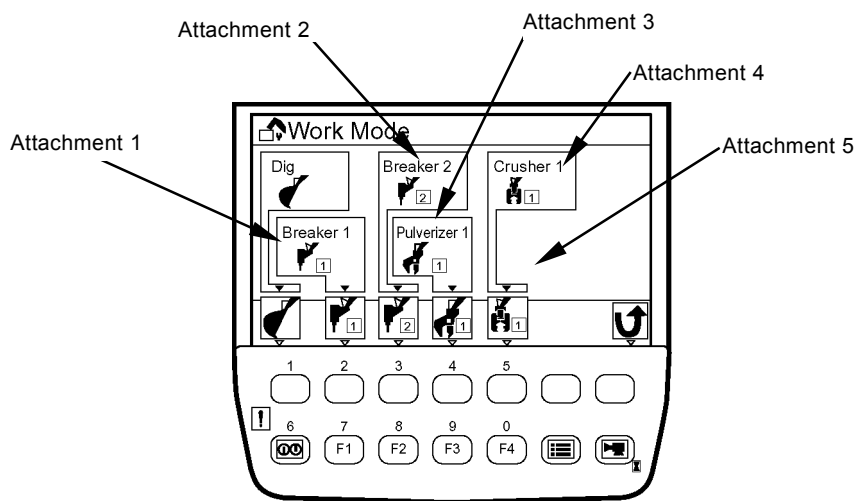 Attachment 3
Attachment 2
Attachment 4
Attachment 1
Attachment 5
Work Mode
Dig
Breaker 2
Crusher 1
2
1
Breaker 1
Pulverizer 1
1
1
1
2
1
1
1 2 3 4 5
!
6 7 8 9 0
F1 F2 F3 F4